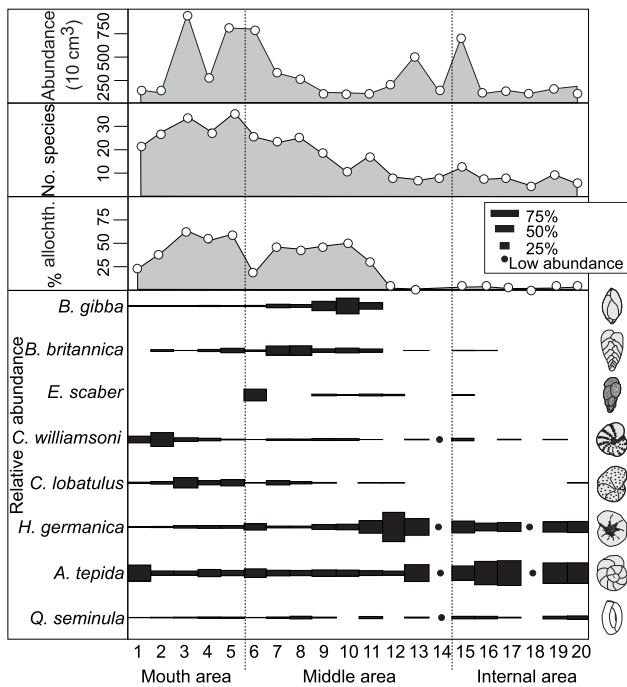 Abundance
(10 cm³)
750
500
250
No. species
30
20
10
% allochth.
75
50
25
75%
50%
25%
Low abundance
Relative abundance
B. gibba
B. britannica
E. scaber
C. williamsoni
C. lobatulus
H. germanica
A. tepida
Q. seminula
1 2 3 4 5 6 7 8 9 10 11 12 13 14 15 16 17 18 19 20
Mouth area Middle area Internal area